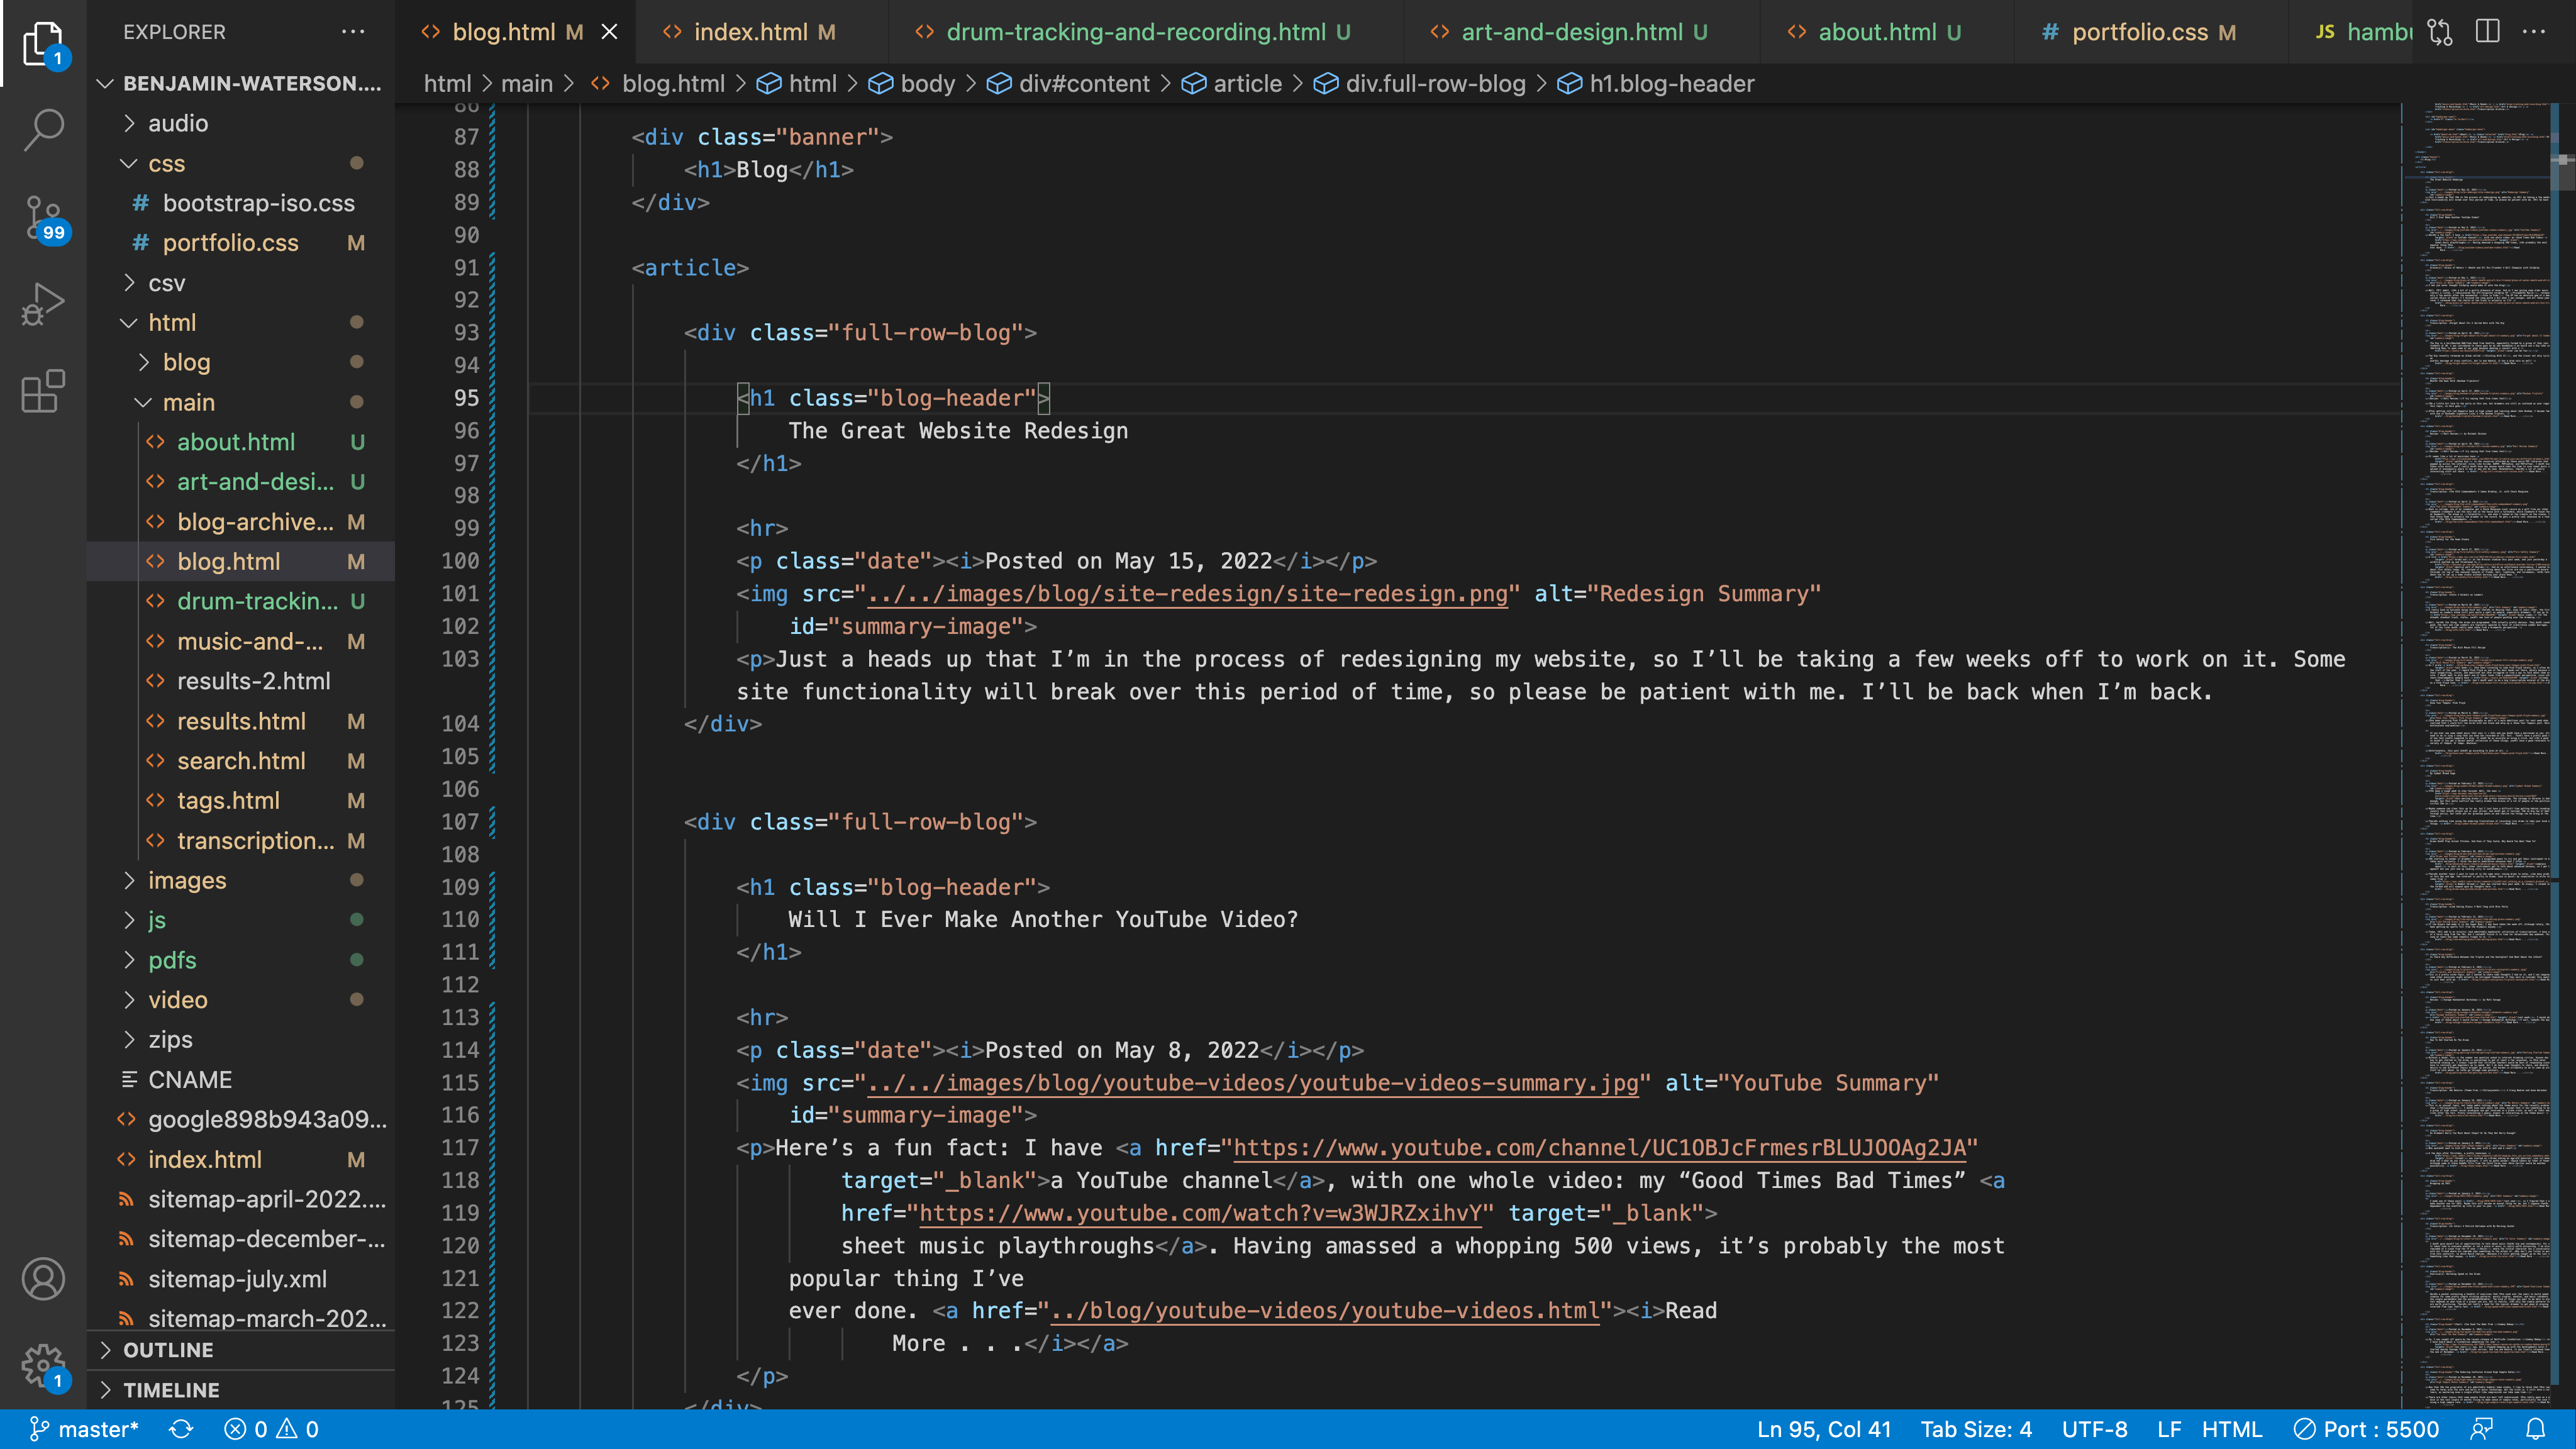 EXPLORER
blog.html M
index.html M
drum-tracking-and-recording.html U
art-and-design.html U
about.html U
# portfolio.css M
JS hambu
html > main > blog.html > html > body > div#content > article > div.full-row-blog > h1.blog-header
1
99
1
BENJAMIN-WATERSON....
audio
css
# bootstrap-iso.css
# portfolio.css M
csv
html
blog
main
about.html U
art-and-desi... U
blog-archive... M
blog.html M
drum-trackin... U
music-and-... M
results-2.html
results.html M
search.html M
tags.html M
transcription... M
images
js
pdfs
video
zips
CNAME
google898b943a09...
index.html M
sitemap-april-2022....
sitemap-december-...
sitemap-july.xml
sitemap-march-202...
OUTLINE
TIMELINE
86
87 <div class="banner">
88 <h1>Blog</h1>
89 </div>
90
91 <article>
92
93 <div class="full-row-blog">
94
95 <h1 class="blog-header">
96 The Great Website Redesign
97 </h1>
98
99 <hr>
100 <p class="date"><i>Posted on May 15, 2022</i></p>
101 <img src="../../images/blog/site-redesign/site-redesign.png" alt="Redesign Summary"
102 id="summary-image">
103 <p>Just a heads up that I’m in the process of redesigning my website, so I’ll be taking a few weeks off to work on it. Some
site functionality will break over this period of time, so please be patient with me. I’ll be back when I’m back.
104 </div>
105
106
107 <div class="full-row-blog">
108
109 <h1 class="blog-header">
110 Will I Ever Make Another YouTube Video?
111 </h1>
112
113 <hr>
114 <p class="date"><i>Posted on May 8, 2022</i></p>
115 <img src="../../images/blog/youtube-videos/youtube-videos-summary.jpg" alt="YouTube Summary"
116 id="summary-image">
117 <p>Here’s a fun fact: I have <a href="https://www.youtube.com/channel/UC1OBJcFrmesrBLUJOOAg2JA"
118 target="_blank">a YouTube channel</a>, with one whole video: my “Good Times Bad Times” <a
119 href="https://www.youtube.com/watch?v=w3WJRZxihvY" target="_blank">
120 sheet music playthroughs</a>. Having amassed a whopping 500 views, it’s probably the most
121 popular thing I’ve
122 ever done. <a href="../blog/youtube-videos/youtube-videos.html"><i>Read
123 More . . .</i></a>
124 </p>
125 </div>
master* 0 0
Ln 95, Col 41 Tab Size: 4 UTF-8 LF HTML Port : 5500